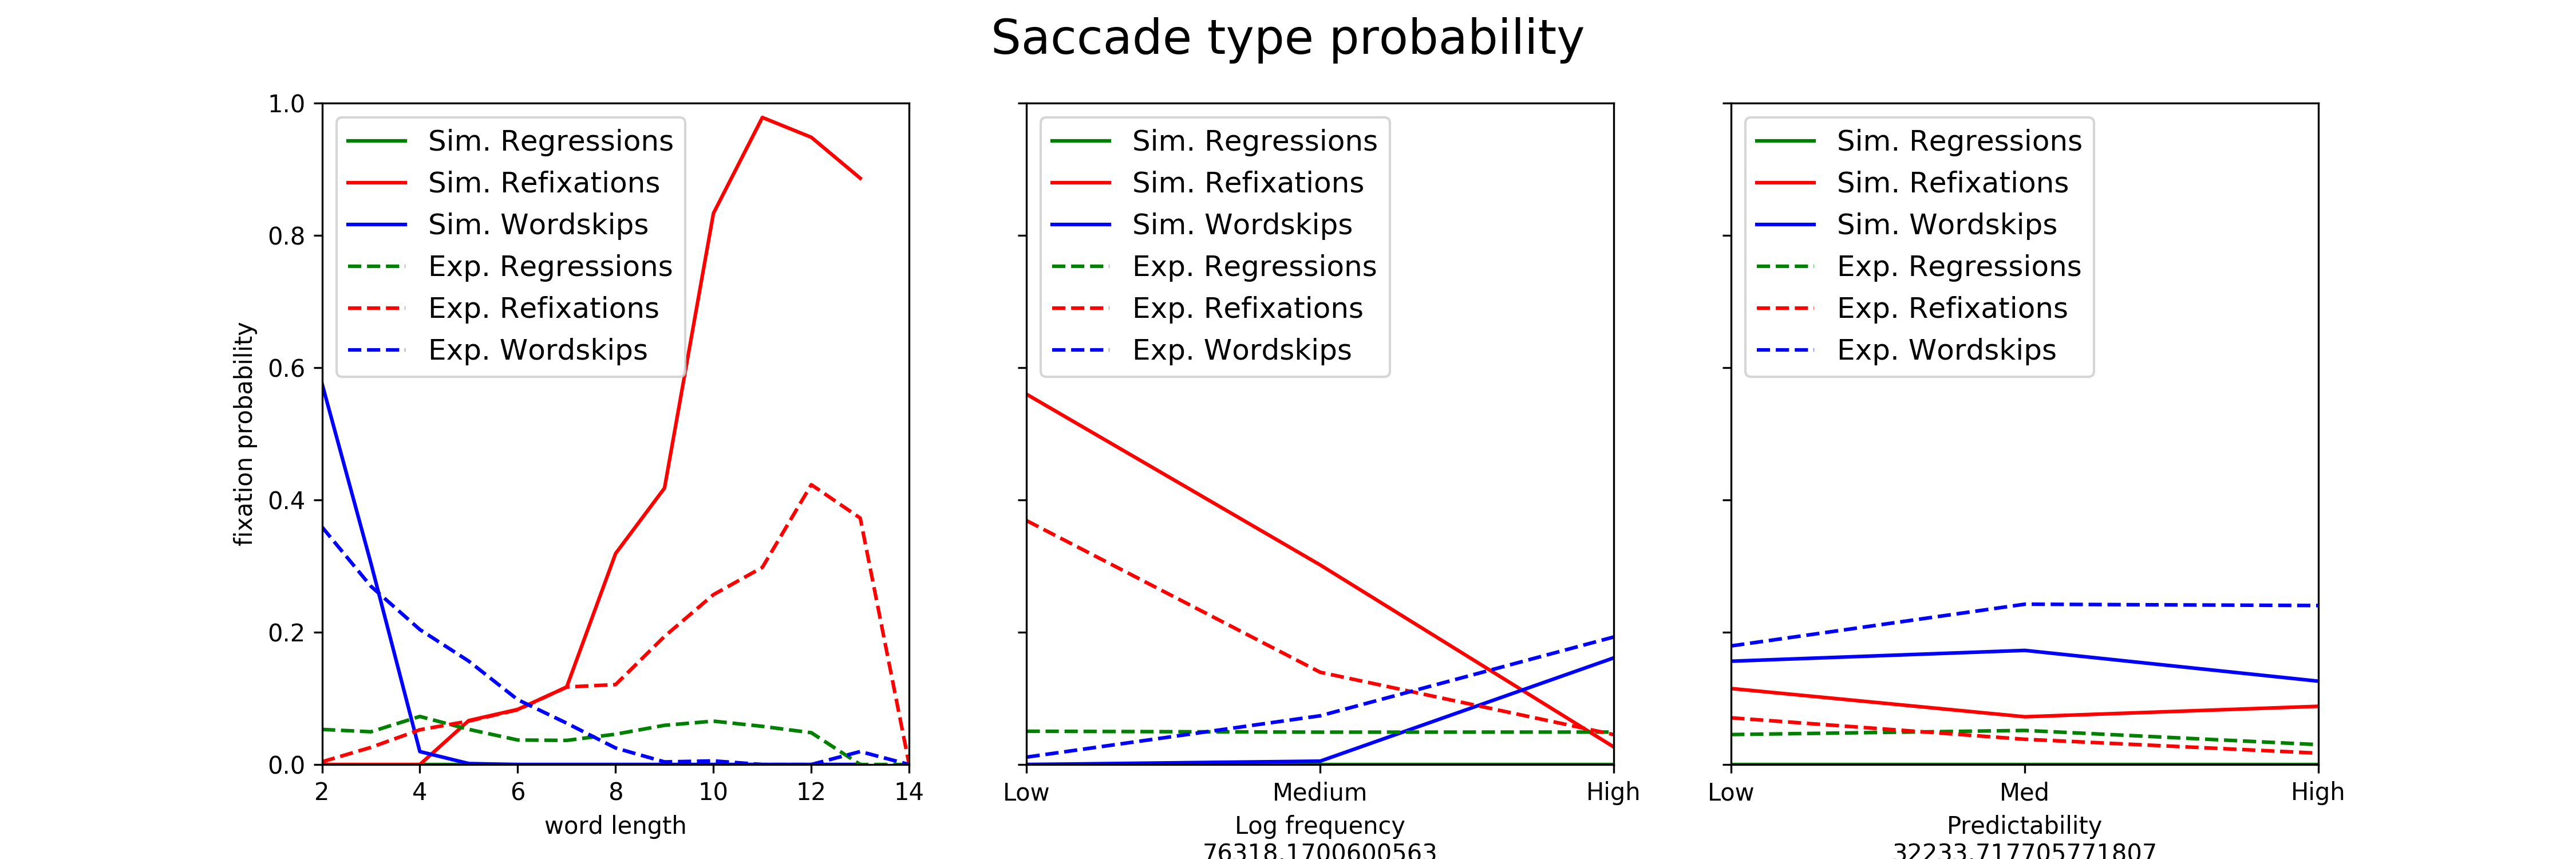 Saccade type probability
fixation probability
1.0
0.8
0.6
0.4
0.2
0.0
Sim. Regressions
Sim. Refixations
Sim. Wordskips
Exp. Regressions
Exp. Refixations
Exp. Wordskips
2 4 6 8 10 12 14
word length
Sim. Regressions
Sim. Refixations
Sim. Wordskips
Exp. Regressions
Exp. Refixations
Exp. Wordskips
Low Medium High
Log frequency
76318.1700600563
Sim. Regressions
Sim. Refixations
Sim. Wordskips
Exp. Regressions
Exp. Refixations
Exp. Wordskips
Low Med High
Predictability
32233.717705771807